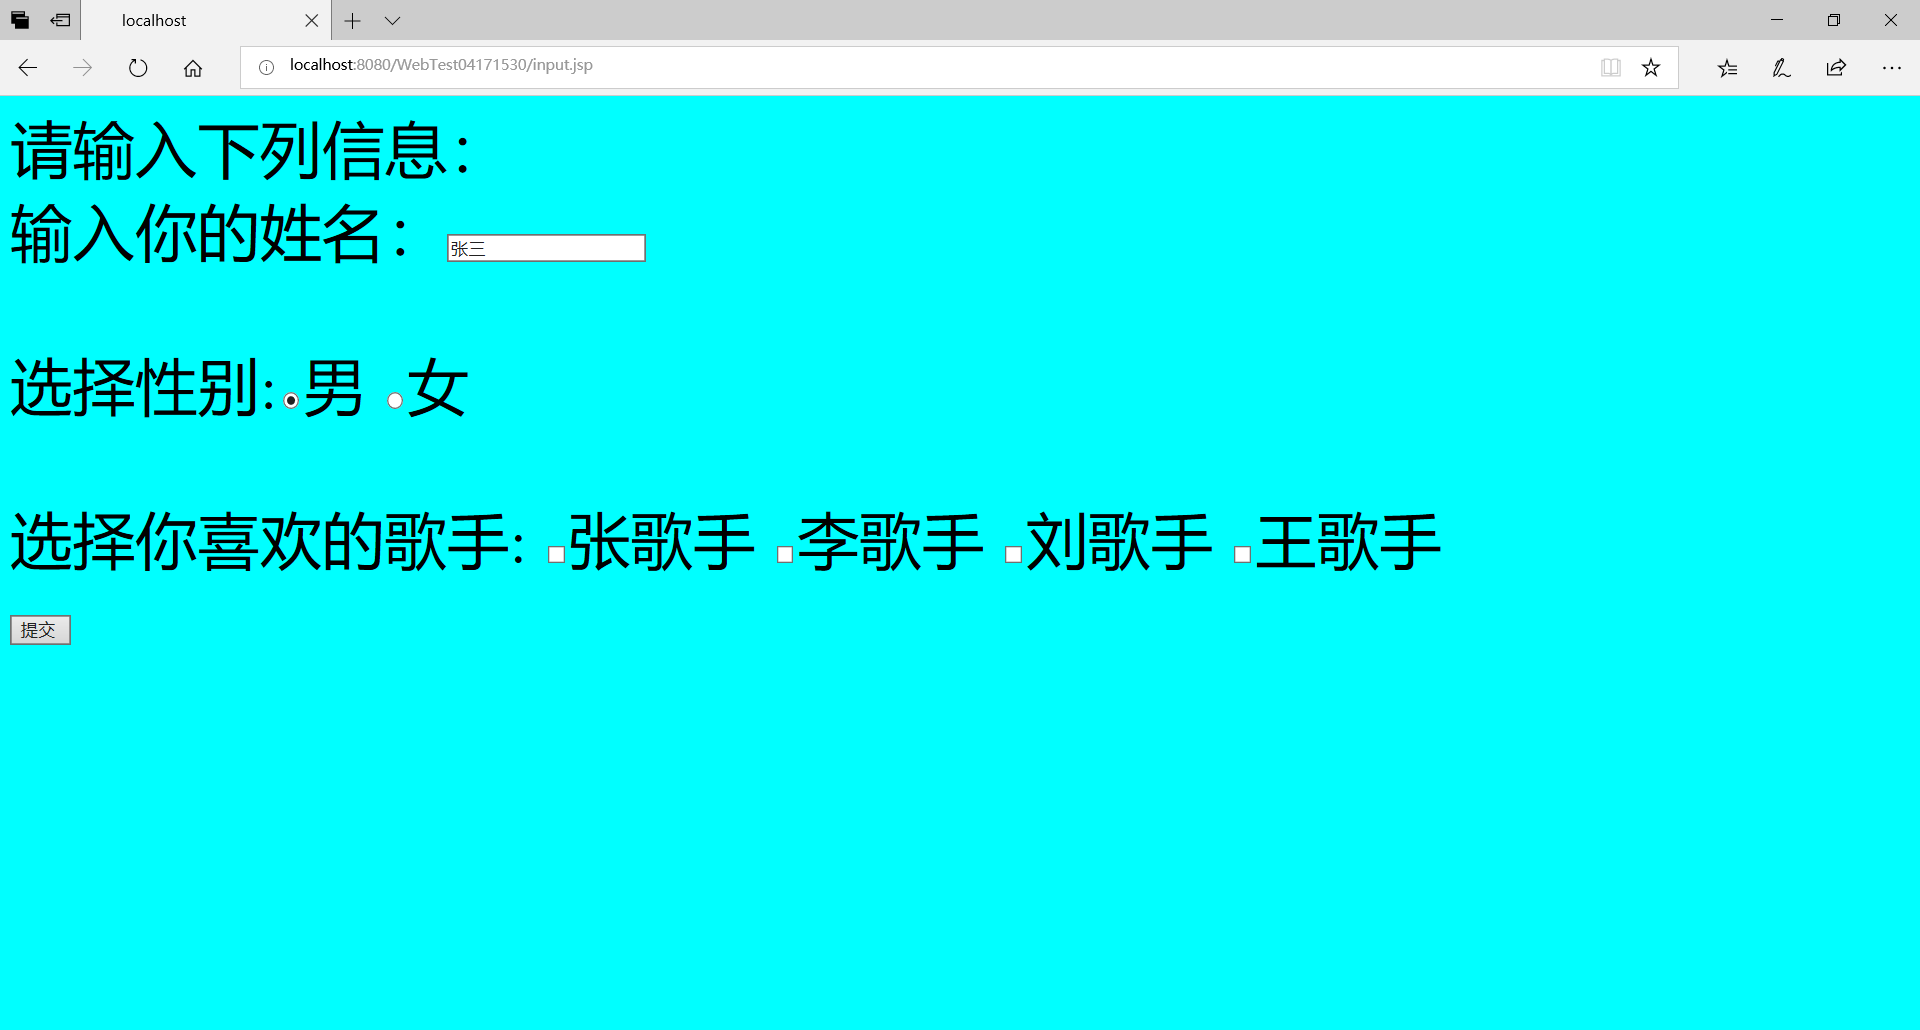 localhost
localhost:8080/WebTest04171530/input.jsp
请输入下列信息：
输入你的姓名： 张三
选择性别:男 女
选择你喜欢的歌手: 张歌手 李歌手 刘歌手 王歌手
提交